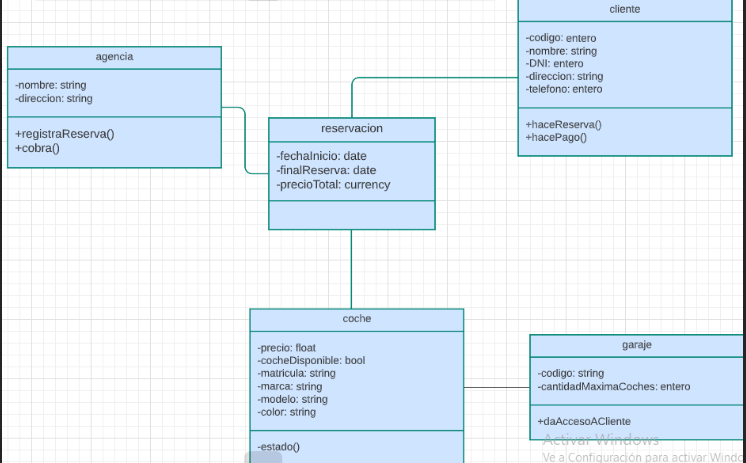 cliente
-codigo: entero
-nombre: string
-DNI: entero
-direccion: string
-telefono: entero
+haceReserva()
+hacePago()
agencia
-nombre: string
-direccion: string
+registraReserva()
+cobra()
reservacion
-fechaInicio: date
-finalReserva: date
-precioTotal: currency
coche
-precio: float
-cocheDisponible: bool
-matricula: string
-marca: string
-modelo: string
-color: string
-estado()
garaje
-codigo: string
-cantidadMaximaCoches: entero
+daAccesoACliente
Activar Windows
Ve a Configuración para activar Windo